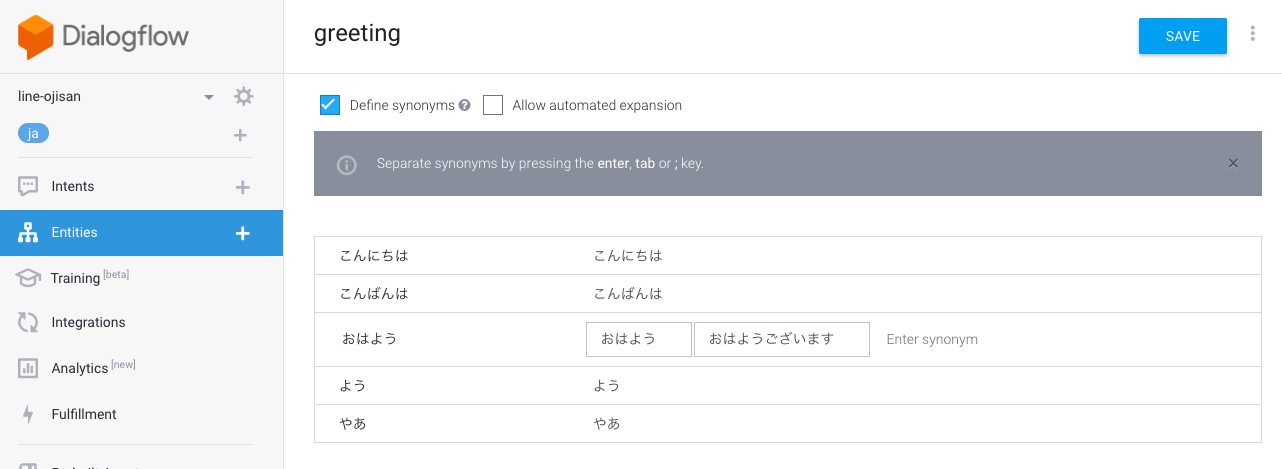 Dialogflow
greeting
SAVE
line-ojisan
ja
Define synonyms
Allow automated expansion
Separate synonyms by pressing the enter, tab or ; key.
Intents
Entities
Training [beta]
Integrations
Analytics [new]
Fulfillment
こんにちは こんにちは
こんばんは こんばんは
おはよう おはよう おはようございます Enter synonym
よう よう
やあ やあ